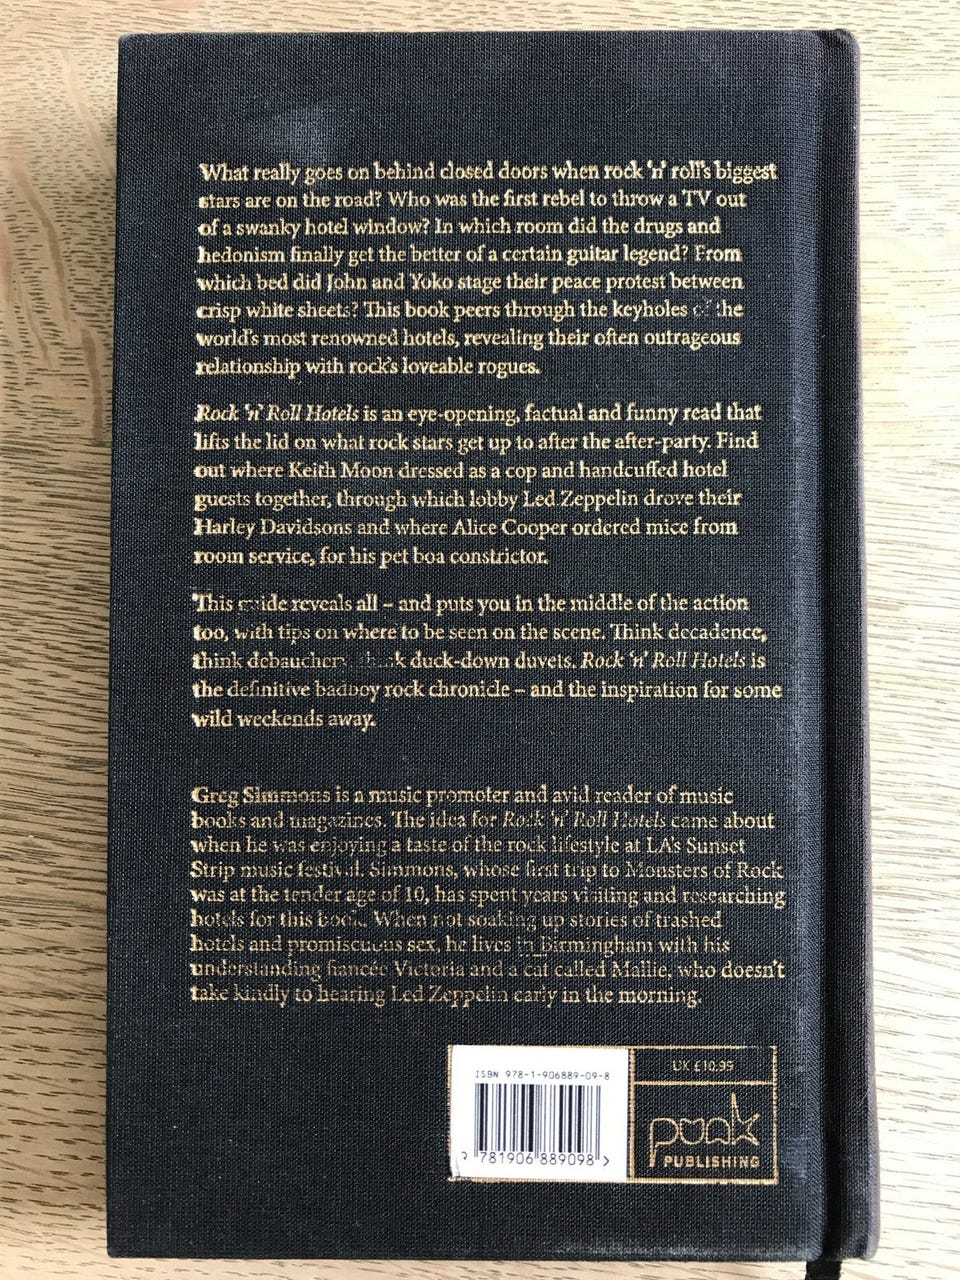 What really goes on behind closed doors when rock 'n' roll's biggest
stars are on the road? Who was the first rebel to throw a TV out
of a swanky hotel window? In which room did the drugs and
hedonism finally get the better of a certain guitar legend? From
which bed did John and Yoko stage their peace protest between
crisp white sheets? This book peers through the keyholes of the
world's most renowned hotels, revealing their often outrageous
relationship with rock's loveable rogues.
Rock 'n' Roll Hotels is an eye-opening, factual and funny read that
lifts the lid on what rock stars get up to after the after-party. Find
out where Keith Moon dressed as a cop and handcuffed hotel
guests together, through which lobby Led Zeppelin drove their
Harley Davidsons and where Alice Cooper ordered mice from
room service, for his pet boa constrictor.
This guide reveals all – and puts you in the middle of the action
too, with tips on where to be seen on the scene. Think decadence,
think debauchery, think duck-down duvets. Rock 'n' Roll Hotels is
the definitive badboy rock chronicle – and the inspiration for some
wild weekends away.
Greg Simmons is a music promoter and avid reader of music
books and magazines. The idea for Rock 'n' Roll Hotels came about
when he was enjoying a taste of the rock lifestyle at LA's Sunset
Strip music festival. Simmons, whose first trip to Monsters of Rock
was at the tender age of 10, has spent years visiting and researching
hotels for this book. When not soaking up stories of trashed
hotels and promiscuous sex, he lives in Birmingham with his
understanding fiancée Victoria and a cat called Mallie, who doesn't
take kindly to hearing Led Zeppelin early in the morning.
ISBN 978-1-906889-09-8
9 781906 889098 >
UK £10.99
punk
PUBLISHING